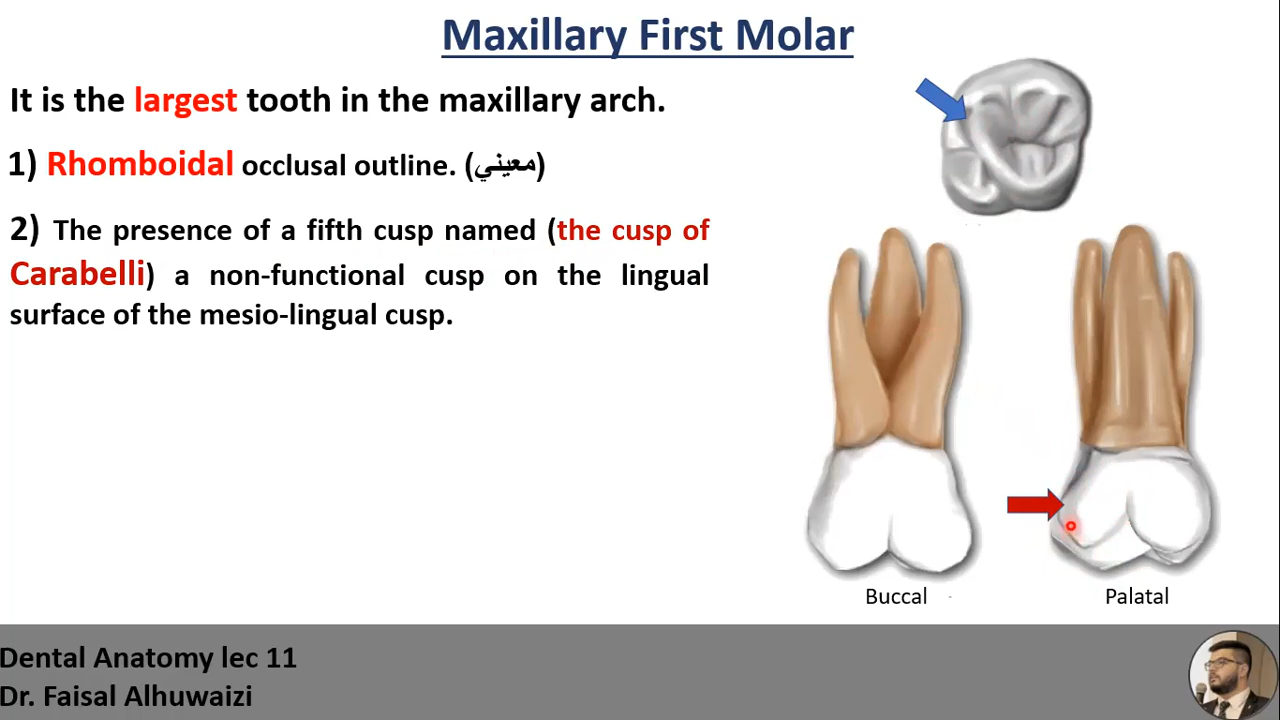 Maxillary First Molar
It is the largest tooth in the maxillary arch.
1) Rhomboidal occlusal outline. (معيني)
2) The presence of a fifth cusp named (the cusp of
Carabelli) a non-functional cusp on the lingual
surface of the mesio-lingual cusp.
Buccal
Palatal
Dental Anatomy lec 11
Dr. Faisal Alhuwaizi